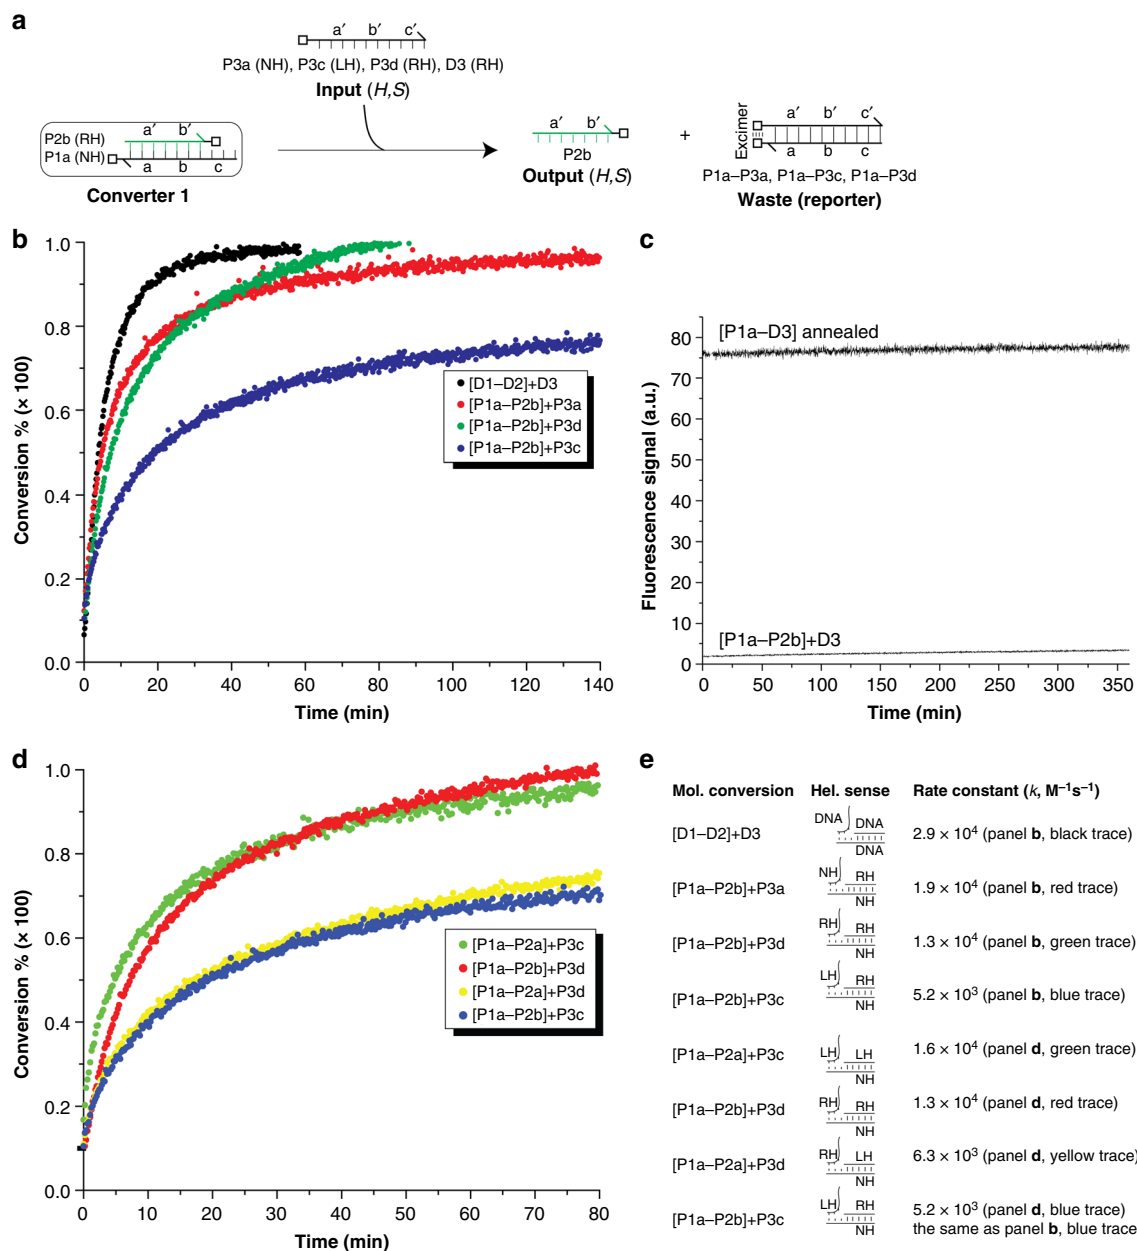 a
a′ b′ c′
P3a (NH), P3c (LH), P3d (RH), D3 (RH)
Input (H,S)
P2b (RH)
a′ b′
P1a (NH)
a b c
Converter 1
a′ b′
P2b
Output (H,S)
+
Excimer
a′ b′ c′
a b c
P1a–P3a, P1a–P3c, P1a–P3d
Waste (reporter)
b
Conversion % (× 100)
1.0
0.8
0.6
0.4
0.2
0.0
0 20 40 60 80 100 120 140
Time (min)
[D1–D2]+D3
[P1a–P2b]+P3a
[P1a–P2b]+P3d
[P1a–P2b]+P3c
c
Fluorescence signal (a.u.)
80
70
60
50
40
30
20
10
0
[P1a–D3] annealed
[P1a–P2b]+D3
0 50 100 150 200 250 300 350
Time (min)
d
Conversion % (× 100)
1.0
0.8
0.6
0.4
0.2
0.0
0 10 20 30 40 50 60 70 80
Time (min)
[P1a–P2a]+P3c
[P1a–P2b]+P3d
[P1a–P2a]+P3d
[P1a–P2b]+P3c
e
Mol. conversion Hel. sense Rate constant (k, M⁻¹s⁻¹)
[D1–D2]+D3 DNA DNA DNA 2.9 × 10⁴ (panel b, black trace)
[P1a–P2b]+P3a NH RH NH 1.9 × 10⁴ (panel b, red trace)
[P1a–P2b]+P3d RH RH NH 1.3 × 10⁴ (panel b, green trace)
[P1a–P2b]+P3c LH RH NH 5.2 × 10³ (panel b, blue trace)
[P1a–P2a]+P3c LH LH NH 1.6 × 10⁴ (panel d, green trace)
[P1a–P2b]+P3d RH RH NH 1.3 × 10⁴ (panel d, red trace)
[P1a–P2a]+P3d RH LH NH 6.3 × 10³ (panel d, yellow trace)
[P1a–P2b]+P3c LH RH NH 5.2 × 10³ (panel d, blue trace)
the same as panel b, blue trace